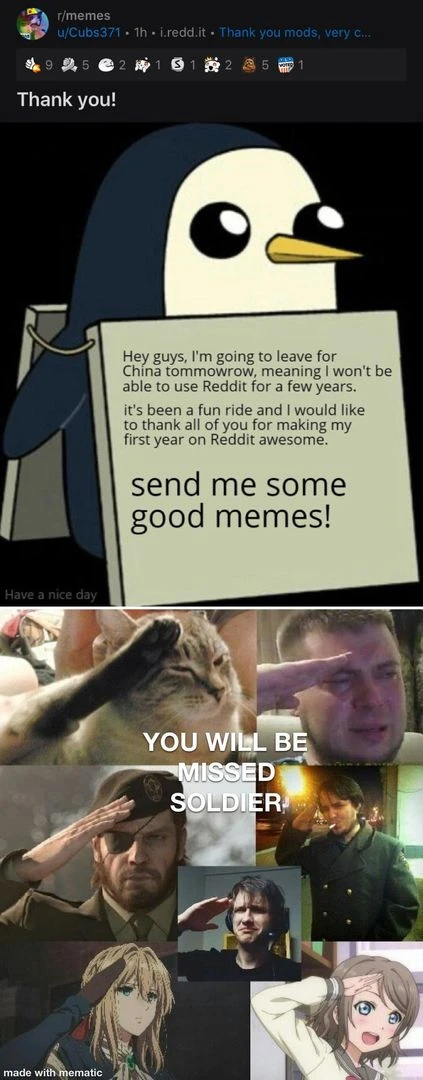 r/memes
u/Cubs371 • 1h • i.redd.it • Thank you mods, very c...
9 5 2 1 1 2 5 1
Thank you!
Hey guys, I'm going to leave for
China tommowrow, meaning I won't be
able to use Reddit for a few years.
it's been a fun ride and I would like
to thank all of you for making my
first year on Reddit awesome.
send me some
good memes!
Have a nice day
YOU WILL BE
MISSED
SOLDIER
made with mematic